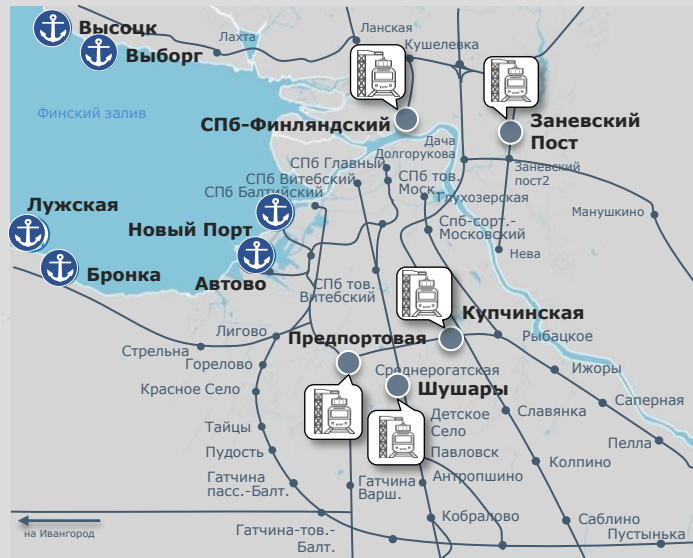 Высоцк
Выборг
Лахта
Ланская
Кушелевка
Финский залив
СПб-Финляндский
Заневский
Пост
Дача
Долгорукова
СПб Главный
СПб Витебский
СПб Балтийский
СПб тов.
Моск.
Глухозерская
Заневский
пост2
Лужская
Новый Порт
Спб-сорт.-
Московский
Манушкино
Нева
Бронка
Автово
СПб тов.
Витебский
Купчинская
Лигово
Предпортовая
Рыбацкое
Стрельна
Горелово
Среднерогатская
Ижоры
Красное Село
Шушары
Саперная
Детское
Село
Славянка
Тайцы
Пелла
Пудость
Павловск
Колпино
Гатчина
пасс.-Балт.
Гатчина
Варш.
Антропшино
на Ивангород
Гатчина-тов.-
Балт.
Кобралово
Саблино
Пустынька